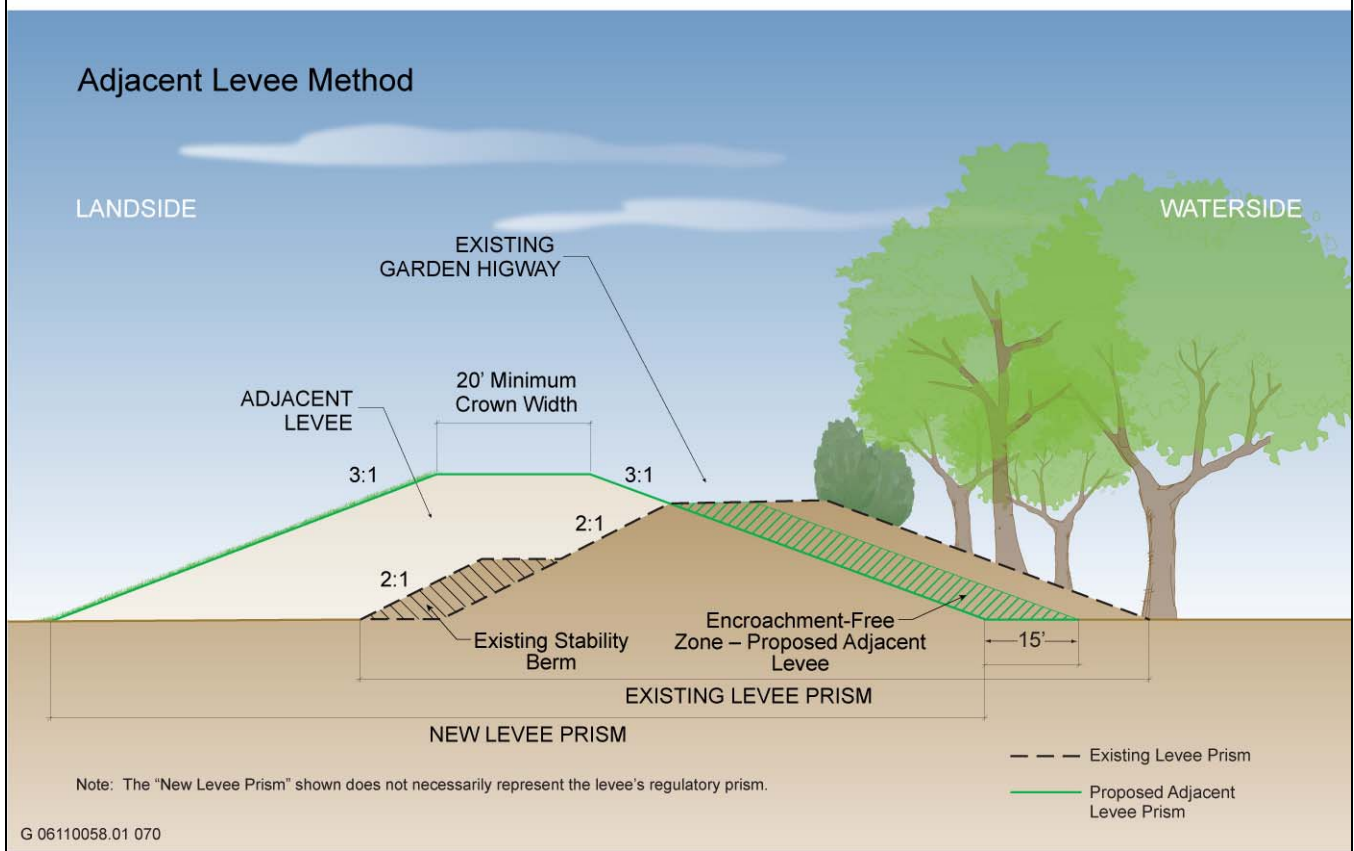 Adjacent Levee Method
LANDSIDE
WATERSIDE
EXISTING
GARDEN HIGWAY
ADJACENT
LEVEE
20' Minimum
Crown Width
3:1
3:1
2:1
2:1
Existing Stability
Berm
Encroachment-Free
Zone – Proposed Adjacent
Levee
15'
EXISTING LEVEE PRISM
NEW LEVEE PRISM
Existing Levee Prism
Proposed Adjacent
Levee Prism
Note: The “New Levee Prism” shown does not necessarily represent the levee’s regulatory prism.
G 06110058.01 070